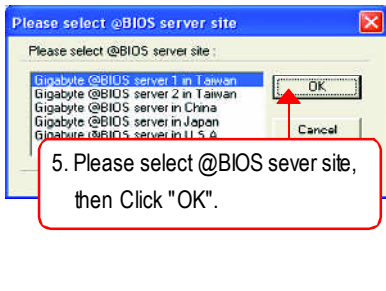 Please select @BIOS server site
Please select @BIOS server site :
Gigabyte @BIOS server 1 in Taiwan
Gigabyte @BIOS server 2 in Taiwan
Gigabyte @BIOS server in China
Gigabyte @BIOS server in Japan
Gigabyte @BIOS server in U.S.A.
OK
Cancel
5. Please select @BIOS sever site,
then Click "OK".